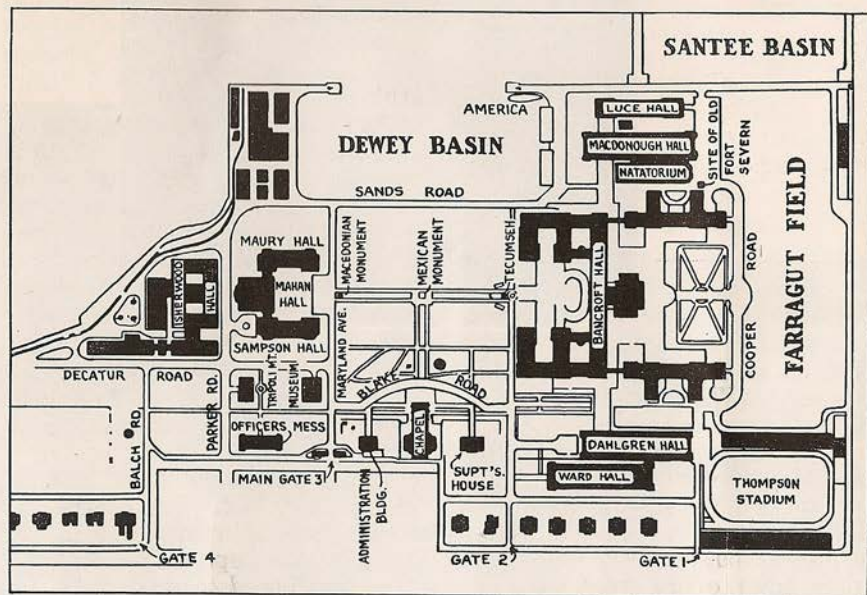 SANTEE BASIN
AMERICA
LUCE HALL
DEWEY BASIN
MACDONOUGH HALL
NATATORIUM
SITE OF OLD
FORT SEVERN
SANDS ROAD
MAURY HALL
MACEDONIAN
MONUMENT
MEXICAN
MONUMENT
TECUMSEH
ISHERWOOD
HALL
MAHAN
HALL
BANCROFT HALL
COOPER ROAD
FARRAGUT FIELD
SAMPSON HALL
MARYLAND AVE.
DECATUR ROAD
PARKER RD.
TRIPOLI MT.
MUSEUM
BLAKE ROAD
BALCH RD.
OFFICERS MESS
CHAPEL
DAHLGREN HALL
MAIN GATE 3
ADMINISTRATION
BLDG.
SUPT'S.
HOUSE
WARD HALL
THOMPSON
STADIUM
GATE 4
GATE 2
GATE 1